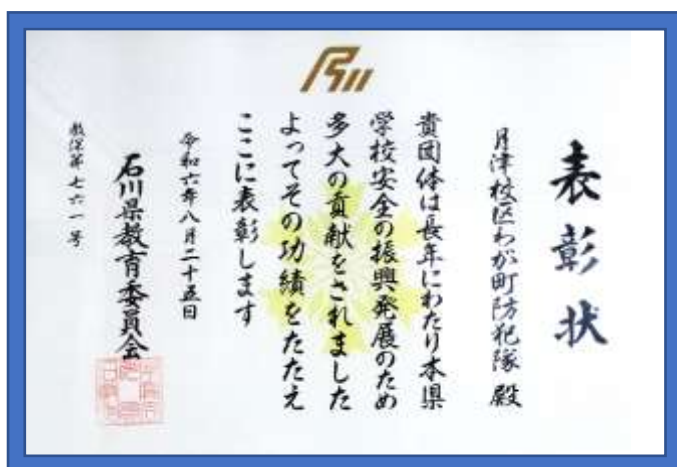 表彰状
月津校区わが町防犯隊 殿
貴団体は長年にわたり本県
学校安全の振興発展のため
多大の貢献をされました
よってその功績をたたえ
ここに表彰します
令和六年八月二十五日
石川県教育委員会
第七六一号